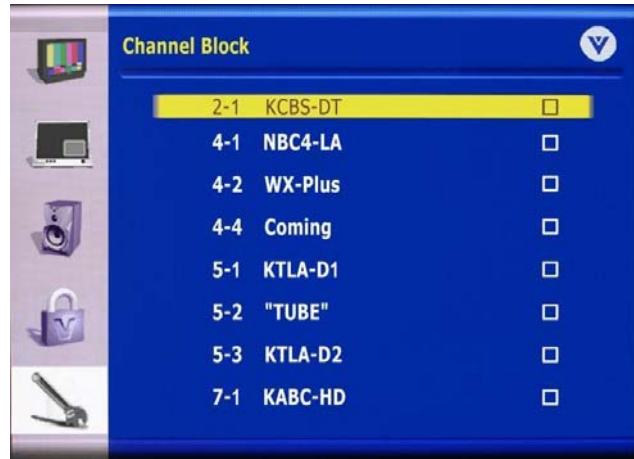 Channel Block
2-1 KCBS-DT
4-1 NBC4-LA
4-2 WX-Plus
4-4 Coming
5-1 KTLA-D1
5-2 "TUBE"
5-3 KTLA-D2
7-1 KABC-HD